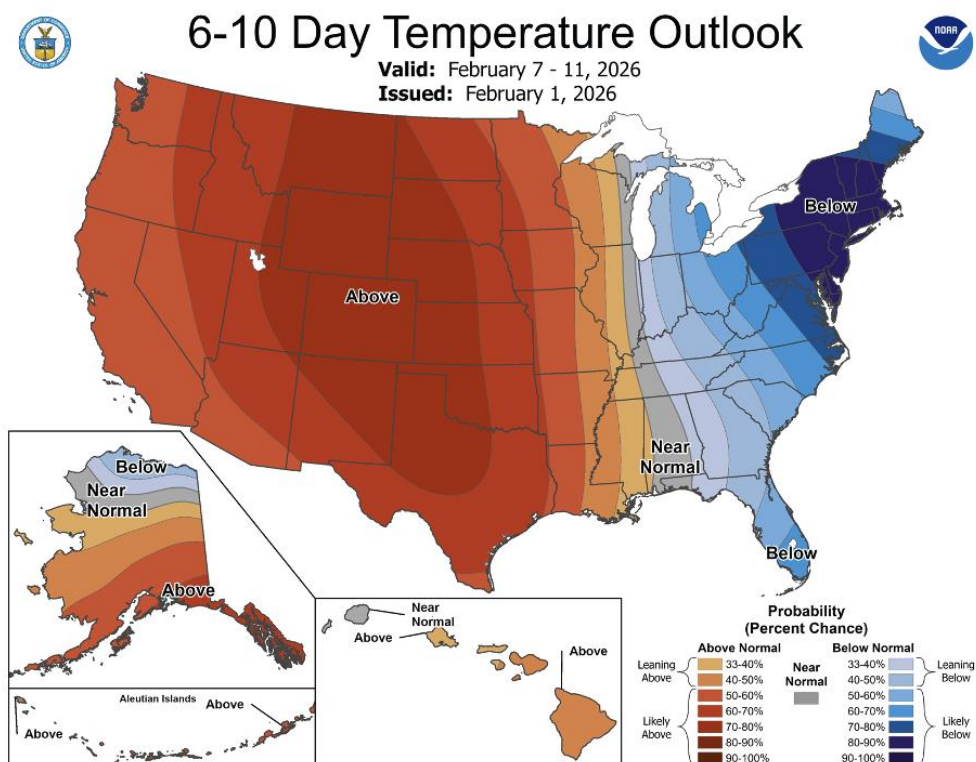 6-10 Day Temperature Outlook
Valid: February 7 - 11, 2026
Issued: February 1, 2026
NOAA
Below
Above
Near
Normal
Below
Below
Near
Normal
Above
Near
Normal
Above
Above
Aleutian Islands
Above
Above
Probability
(Percent Chance)
Above Normal
Below Normal
Leaning
Above
Likely
Above
33-40%
40-50%
50-60%
60-70%
70-80%
80-90%
90-100%
Near
Normal
33-40%
40-50%
50-60%
60-70%
70-80%
80-90%
90-100%
Leaning
Below
Likely
Below